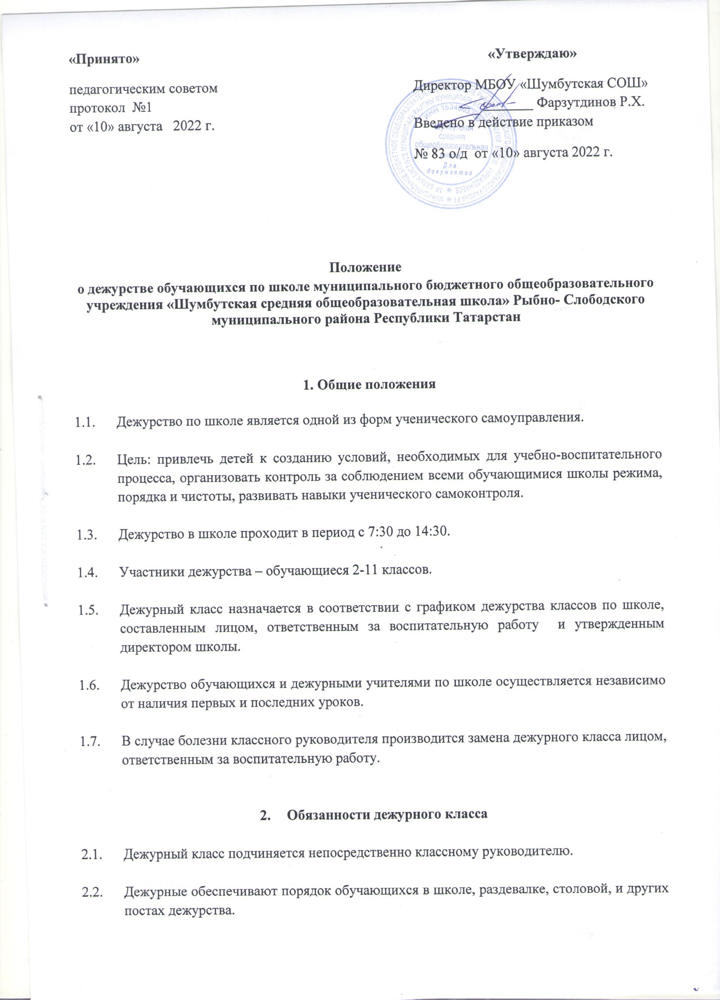 «Принято»
педагогическим советом
протокол №1
от «10» августа 2022 г.
«Утверждаю»
Директор МБОУ «Шумбутская СОШ»
________ Фарзутдинов Р.Х.
Введено в действие приказом
№ 83 о/д от «10» августа 2022 г.
Шумбутская
средняя
общеобразовательная
Для
документов
Положение
о дежурстве обучающихся по школе муниципального бюджетного общеобразовательного
учреждения «Шумбутская средняя общеобразовательная школа» Рыбно- Слободского
муниципального района Республики Татарстан
1. Общие положения
1.1. Дежурство по школе является одной из форм ученического самоуправления.
1.2. Цель: привлечь детей к созданию условий, необходимых для учебно-воспитательного
процесса, организовать контроль за соблюдением всеми обучающимися школы режима,
порядка и чистоты, развивать навыки ученического самоконтроля.
1.3. Дежурство в школе проходит в период с 7:30 до 14:30.
1.4. Участники дежурства – обучающиеся 2-11 классов.
1.5. Дежурный класс назначается в соответствии с графиком дежурства классов по школе,
составленным лицом, ответственным за воспитательную работу и утвержденным
директором школы.
1.6. Дежурство обучающихся и дежурными учителями по школе осуществляется независимо
от наличия первых и последних уроков.
1.7. В случае болезни классного руководителя производится замена дежурного класса лицом,
ответственным за воспитательную работу.
2. Обязанности дежурного класса
2.1. Дежурный класс подчиняется непосредственно классному руководителю.
2.2. Дежурные обеспечивают порядок обучающихся в школе, раздевалке, столовой, и других
постах дежурства.